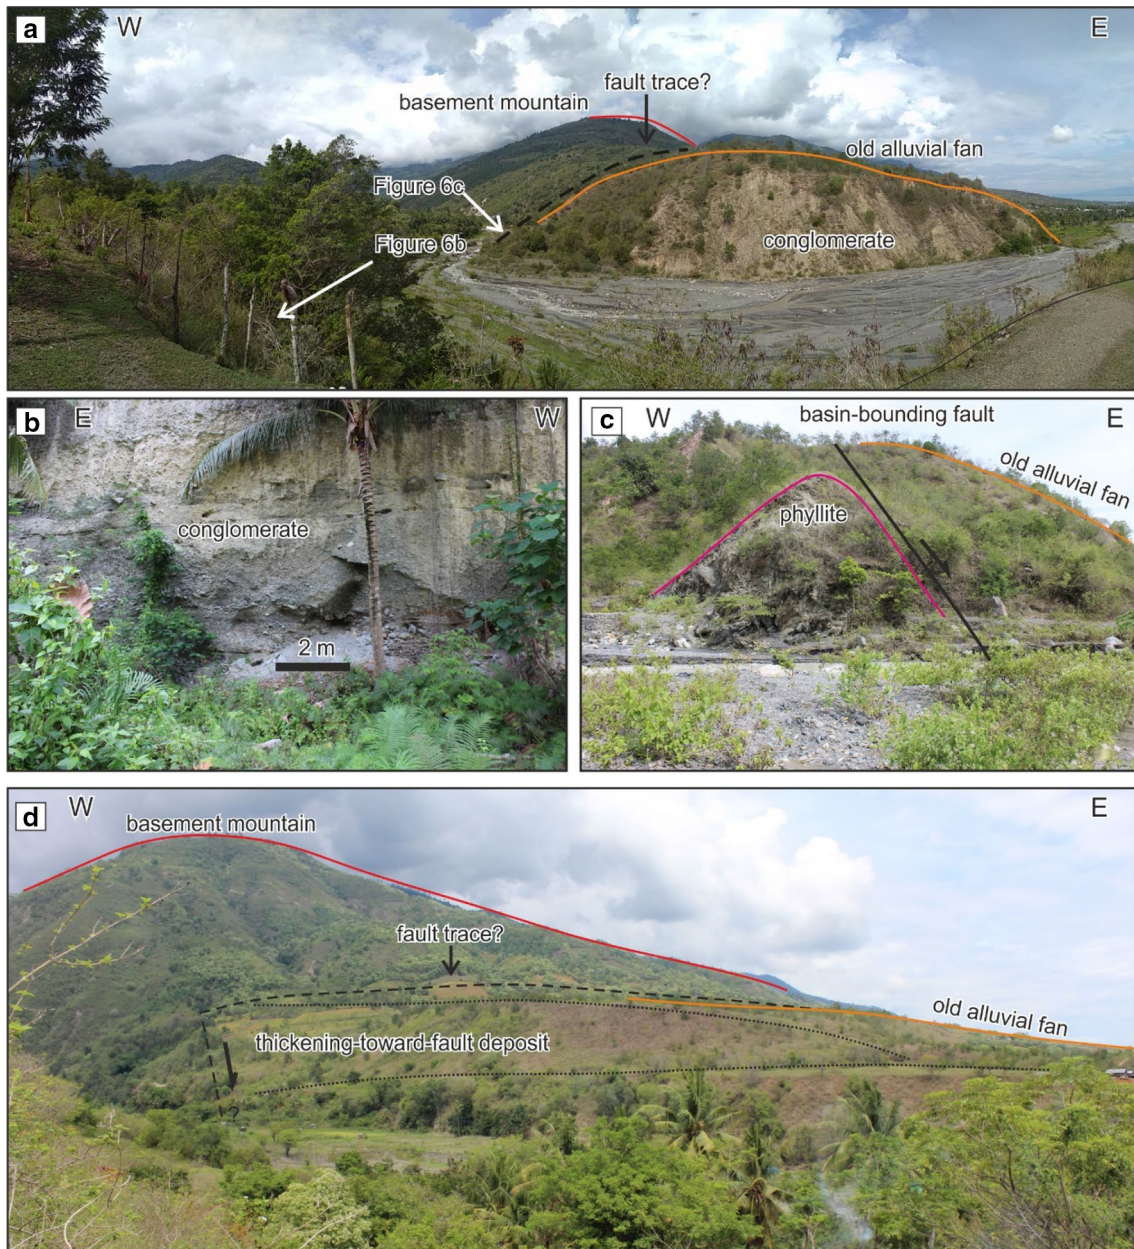 a
W
E
fault trace?
basement mountain
old alluvial fan
Figure 6c
Figure 6b
conglomerate
b
E
W
conglomerate
2 m
c
W
basin-bounding fault
E
old alluvial fan
phyllite
d
W
E
basement mountain
fault trace?
old alluvial fan
thickening-toward-fault deposit
?